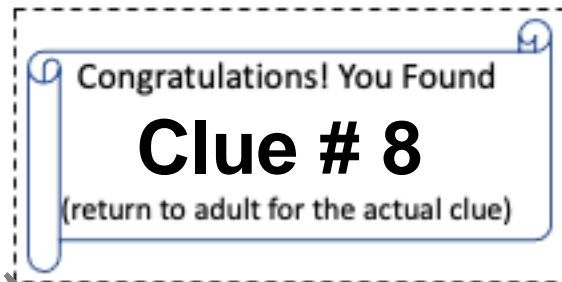 Congratulations! You Found
Clue # 8
(return to adult for the actual clue)